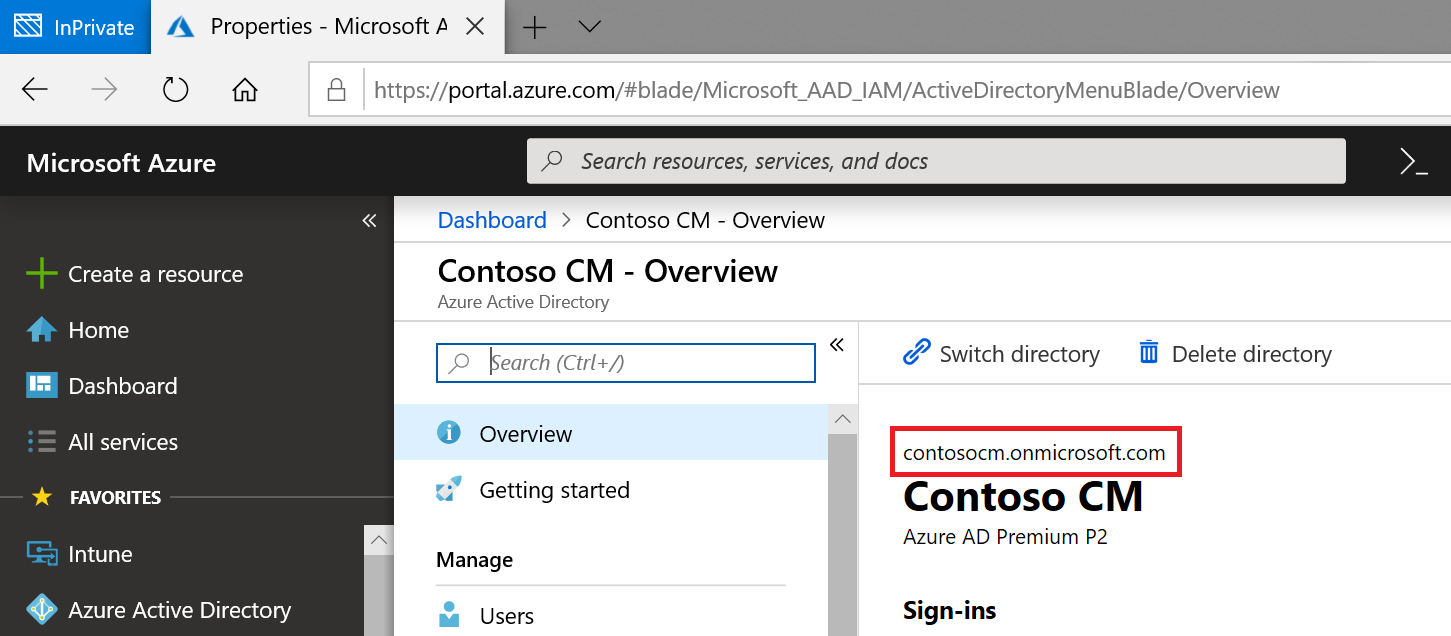 InPrivate
Properties - Microsoft A
https://portal.azure.com/#blade/Microsoft_AAD_IAM/ActiveDirectoryMenuBlade/Overview
Microsoft Azure
Search resources, services, and docs
Create a resource
Home
Dashboard
All services
FAVORITES
Intune
Azure Active Directory
Dashboard > Contoso CM - Overview
Contoso CM - Overview
Azure Active Directory
Search (Ctrl+/)
Overview
Getting started
Manage
Users
Switch directory
Delete directory
contosocm.onmicrosoft.com
Contoso CM
Azure AD Premium P2
Sign-ins